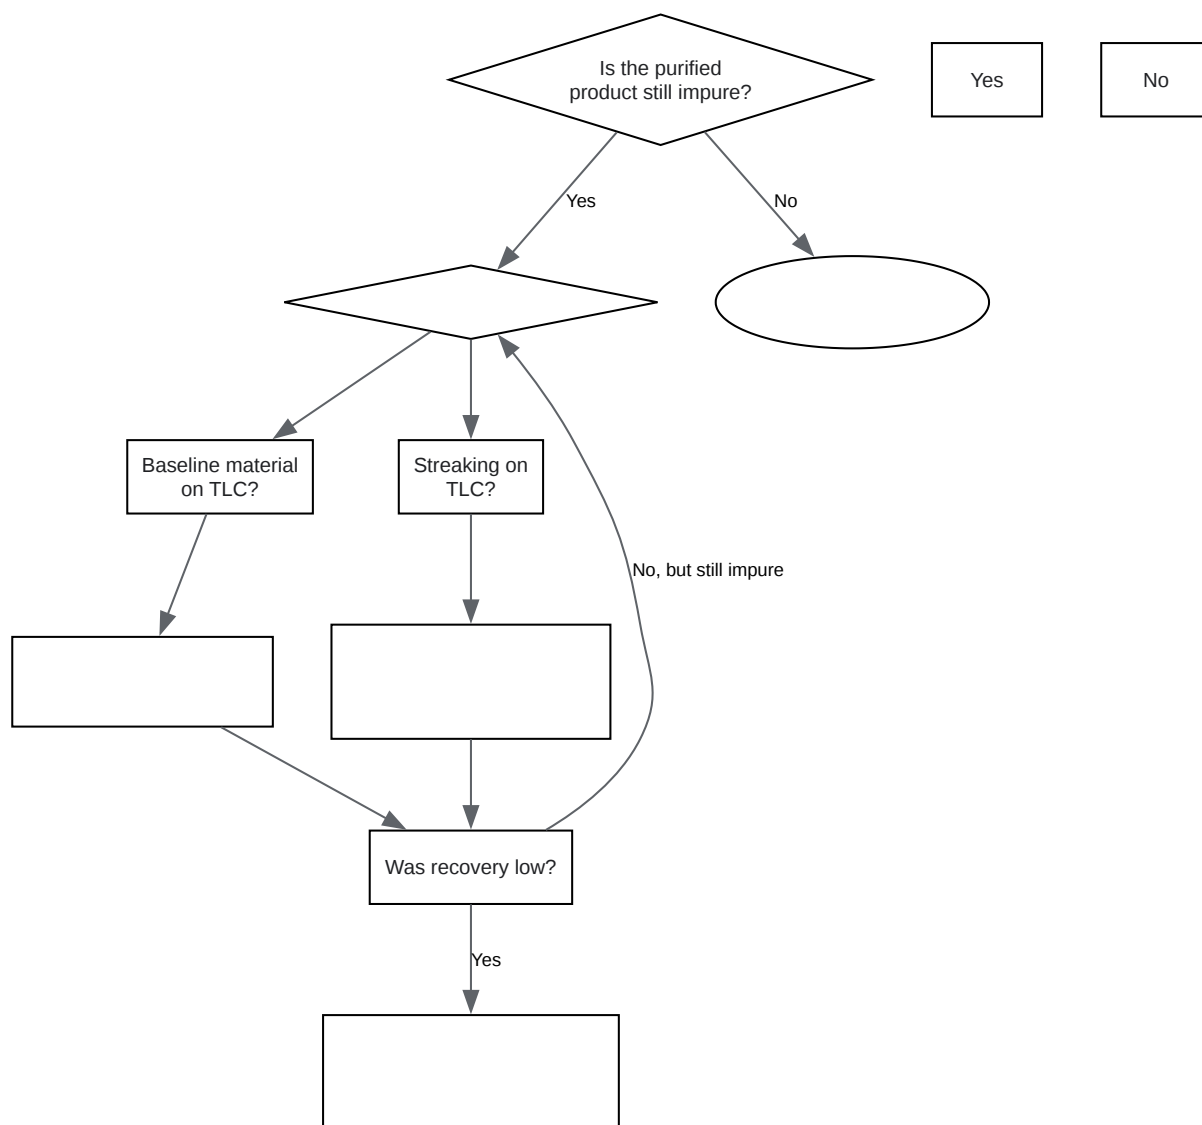 Is the purified
product still impure?
Yes
No
Yes
No
Baseline material
on TLC?
Streaking on
TLC?
No, but still impure
Was recovery low?
Yes